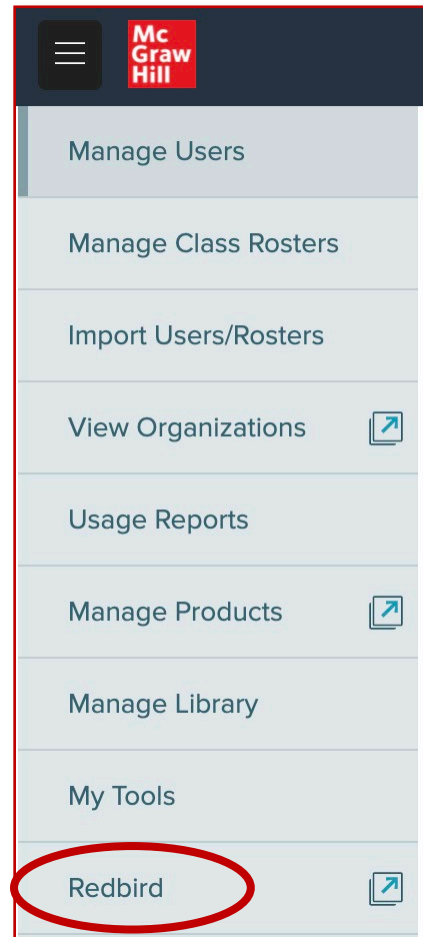 Mc
Graw
Hill
Manage Users
Manage Class Rosters
Import Users/Rosters
View Organizations
Usage Reports
Manage Products
Manage Library
My Tools
Redbird